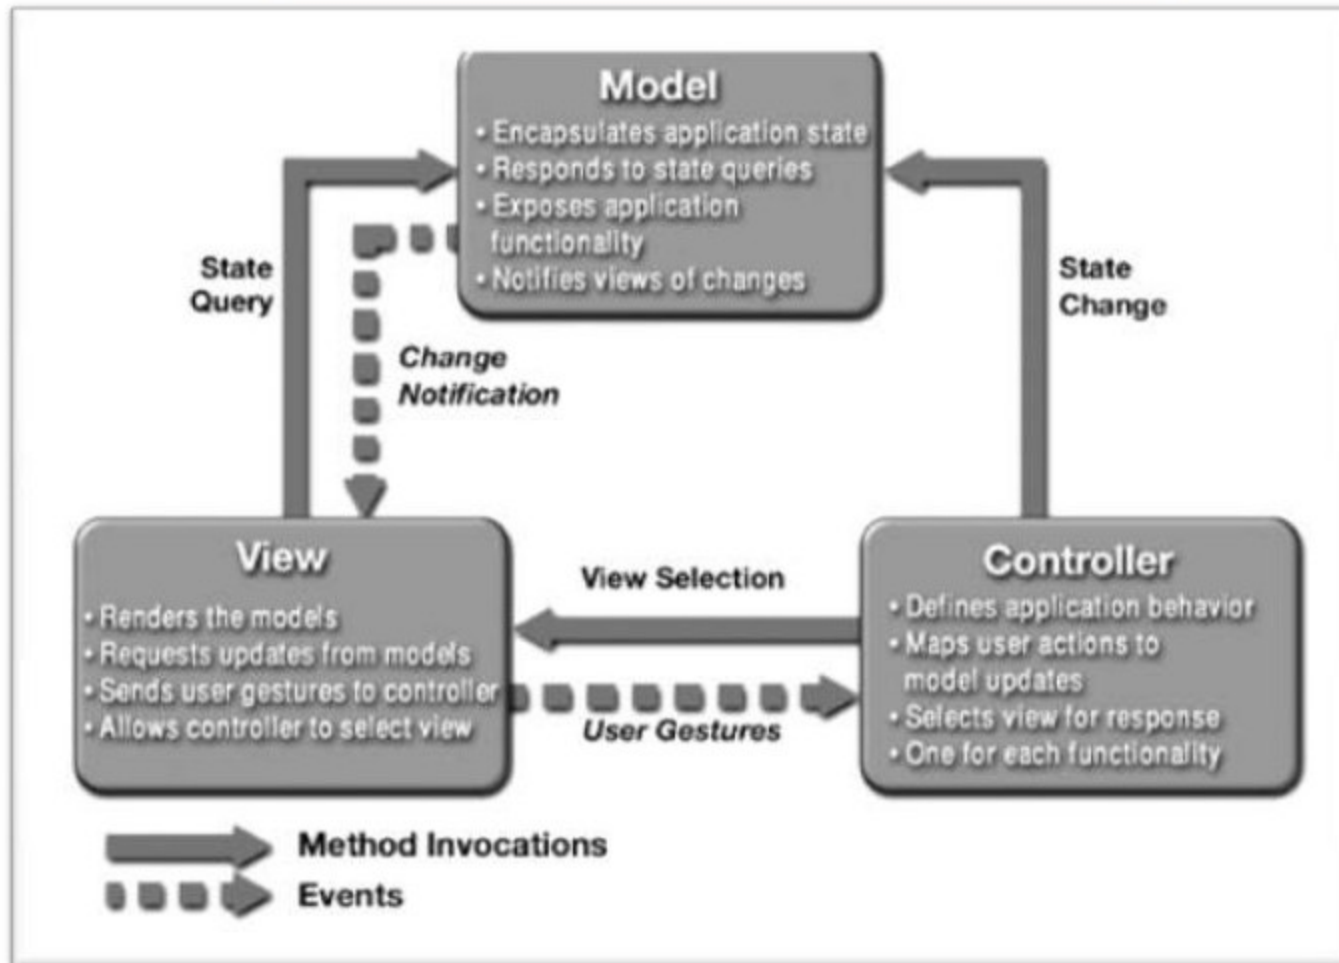 Model
• Encapsulates application state
• Responds to state queries
• Exposes application
functionality
• Notifies views of changes
State
Query
Change
Notification
State
Change
View
• Renders the models
• Requests updates from models
• Sends user gestures to controller
• Allows controller to select view
View Selection
User Gestures
Controller
• Defines application behavior
• Maps user actions to
model updates
• Selects view for response
• One for each functionality
Method Invocations
Events